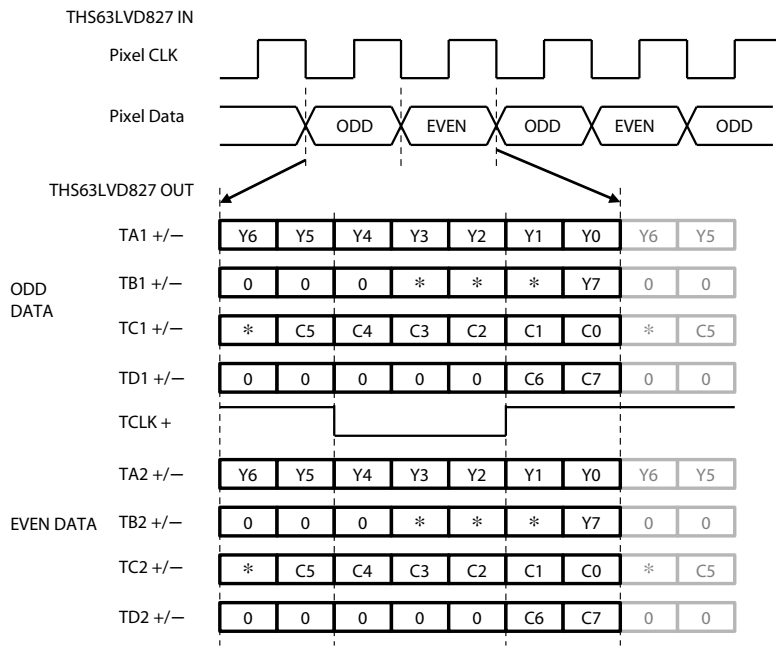 THS63LVD827 IN
Pixel CLK
Pixel Data ODD EVEN ODD EVEN ODD
THS63LVD827 OUT
TA1 +/− Y6 Y5 Y4 Y3 Y2 Y1 Y0 Y6 Y5
ODD DATA
TB1 +/− 0 0 0 * * * Y7 0 0
TC1 +/− * C5 C4 C3 C2 C1 C0 * C5
TD1 +/− 0 0 0 0 0 C6 C7 0 0
TCLK +
TA2 +/− Y6 Y5 Y4 Y3 Y2 Y1 Y0 Y6 Y5
EVEN DATA TB2 +/− 0 0 0 * * * Y7 0 0
TC2 +/− * C5 C4 C3 C2 C1 C0 * C5
TD2 +/− 0 0 0 0 0 C6 C7 0 0